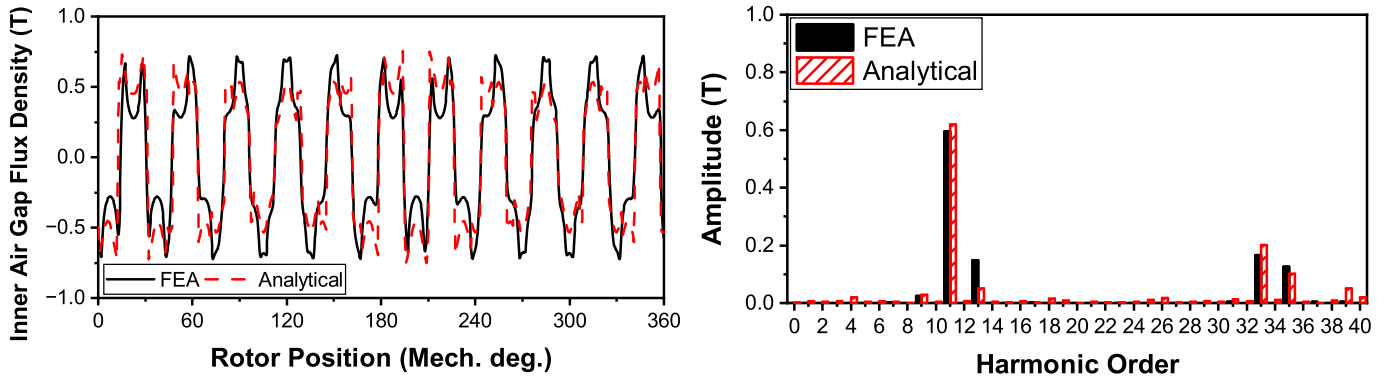 Inner Air Gap Flux Density (T)
1.0
0.5
0.0
−0.5
−1.0
FEA Analytical
0 60 120 180 240 300 360
Rotor Position (Mech. deg.)
Amplitude (T)
1.0
0.8
0.6
0.4
0.2
0.0
FEA
Analytical
0 2 4 6 8 10 12 14 16 18 20 22 24 26 28 30 32 34 36 38 40
Harmonic Order